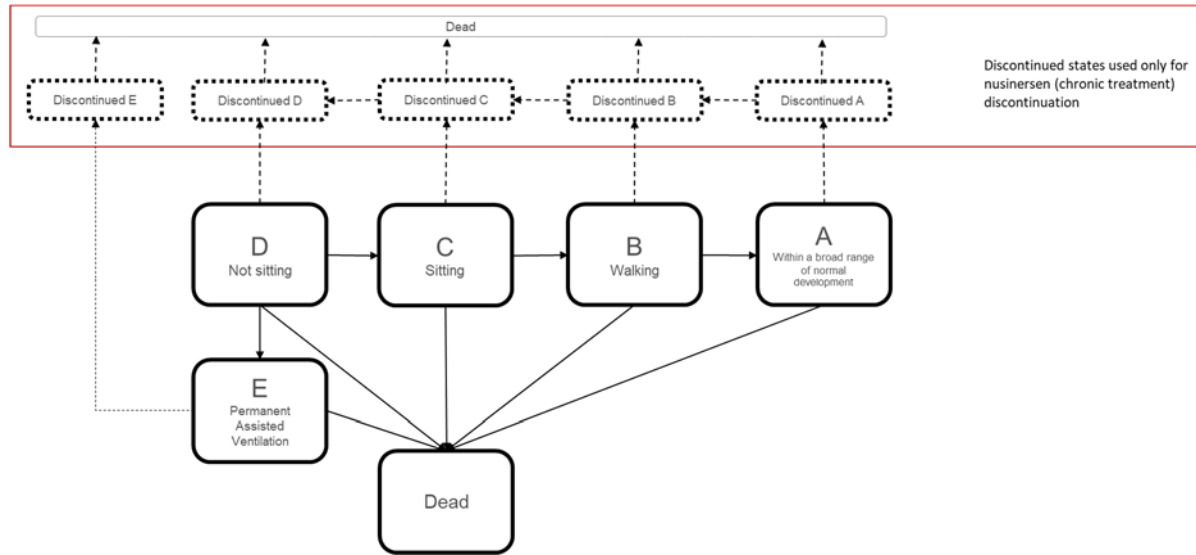 Dead
Discontinued E
Discontinued D
Discontinued C
Discontinued B
Discontinued A
Discontinued states used only for
nusinersen (chronic treatment)
discontinuation
D
Not sitting
C
Sitting
B
Walking
A
Within a broad range
of normal
development
E
Permanent
Assisted
Ventilation
Dead